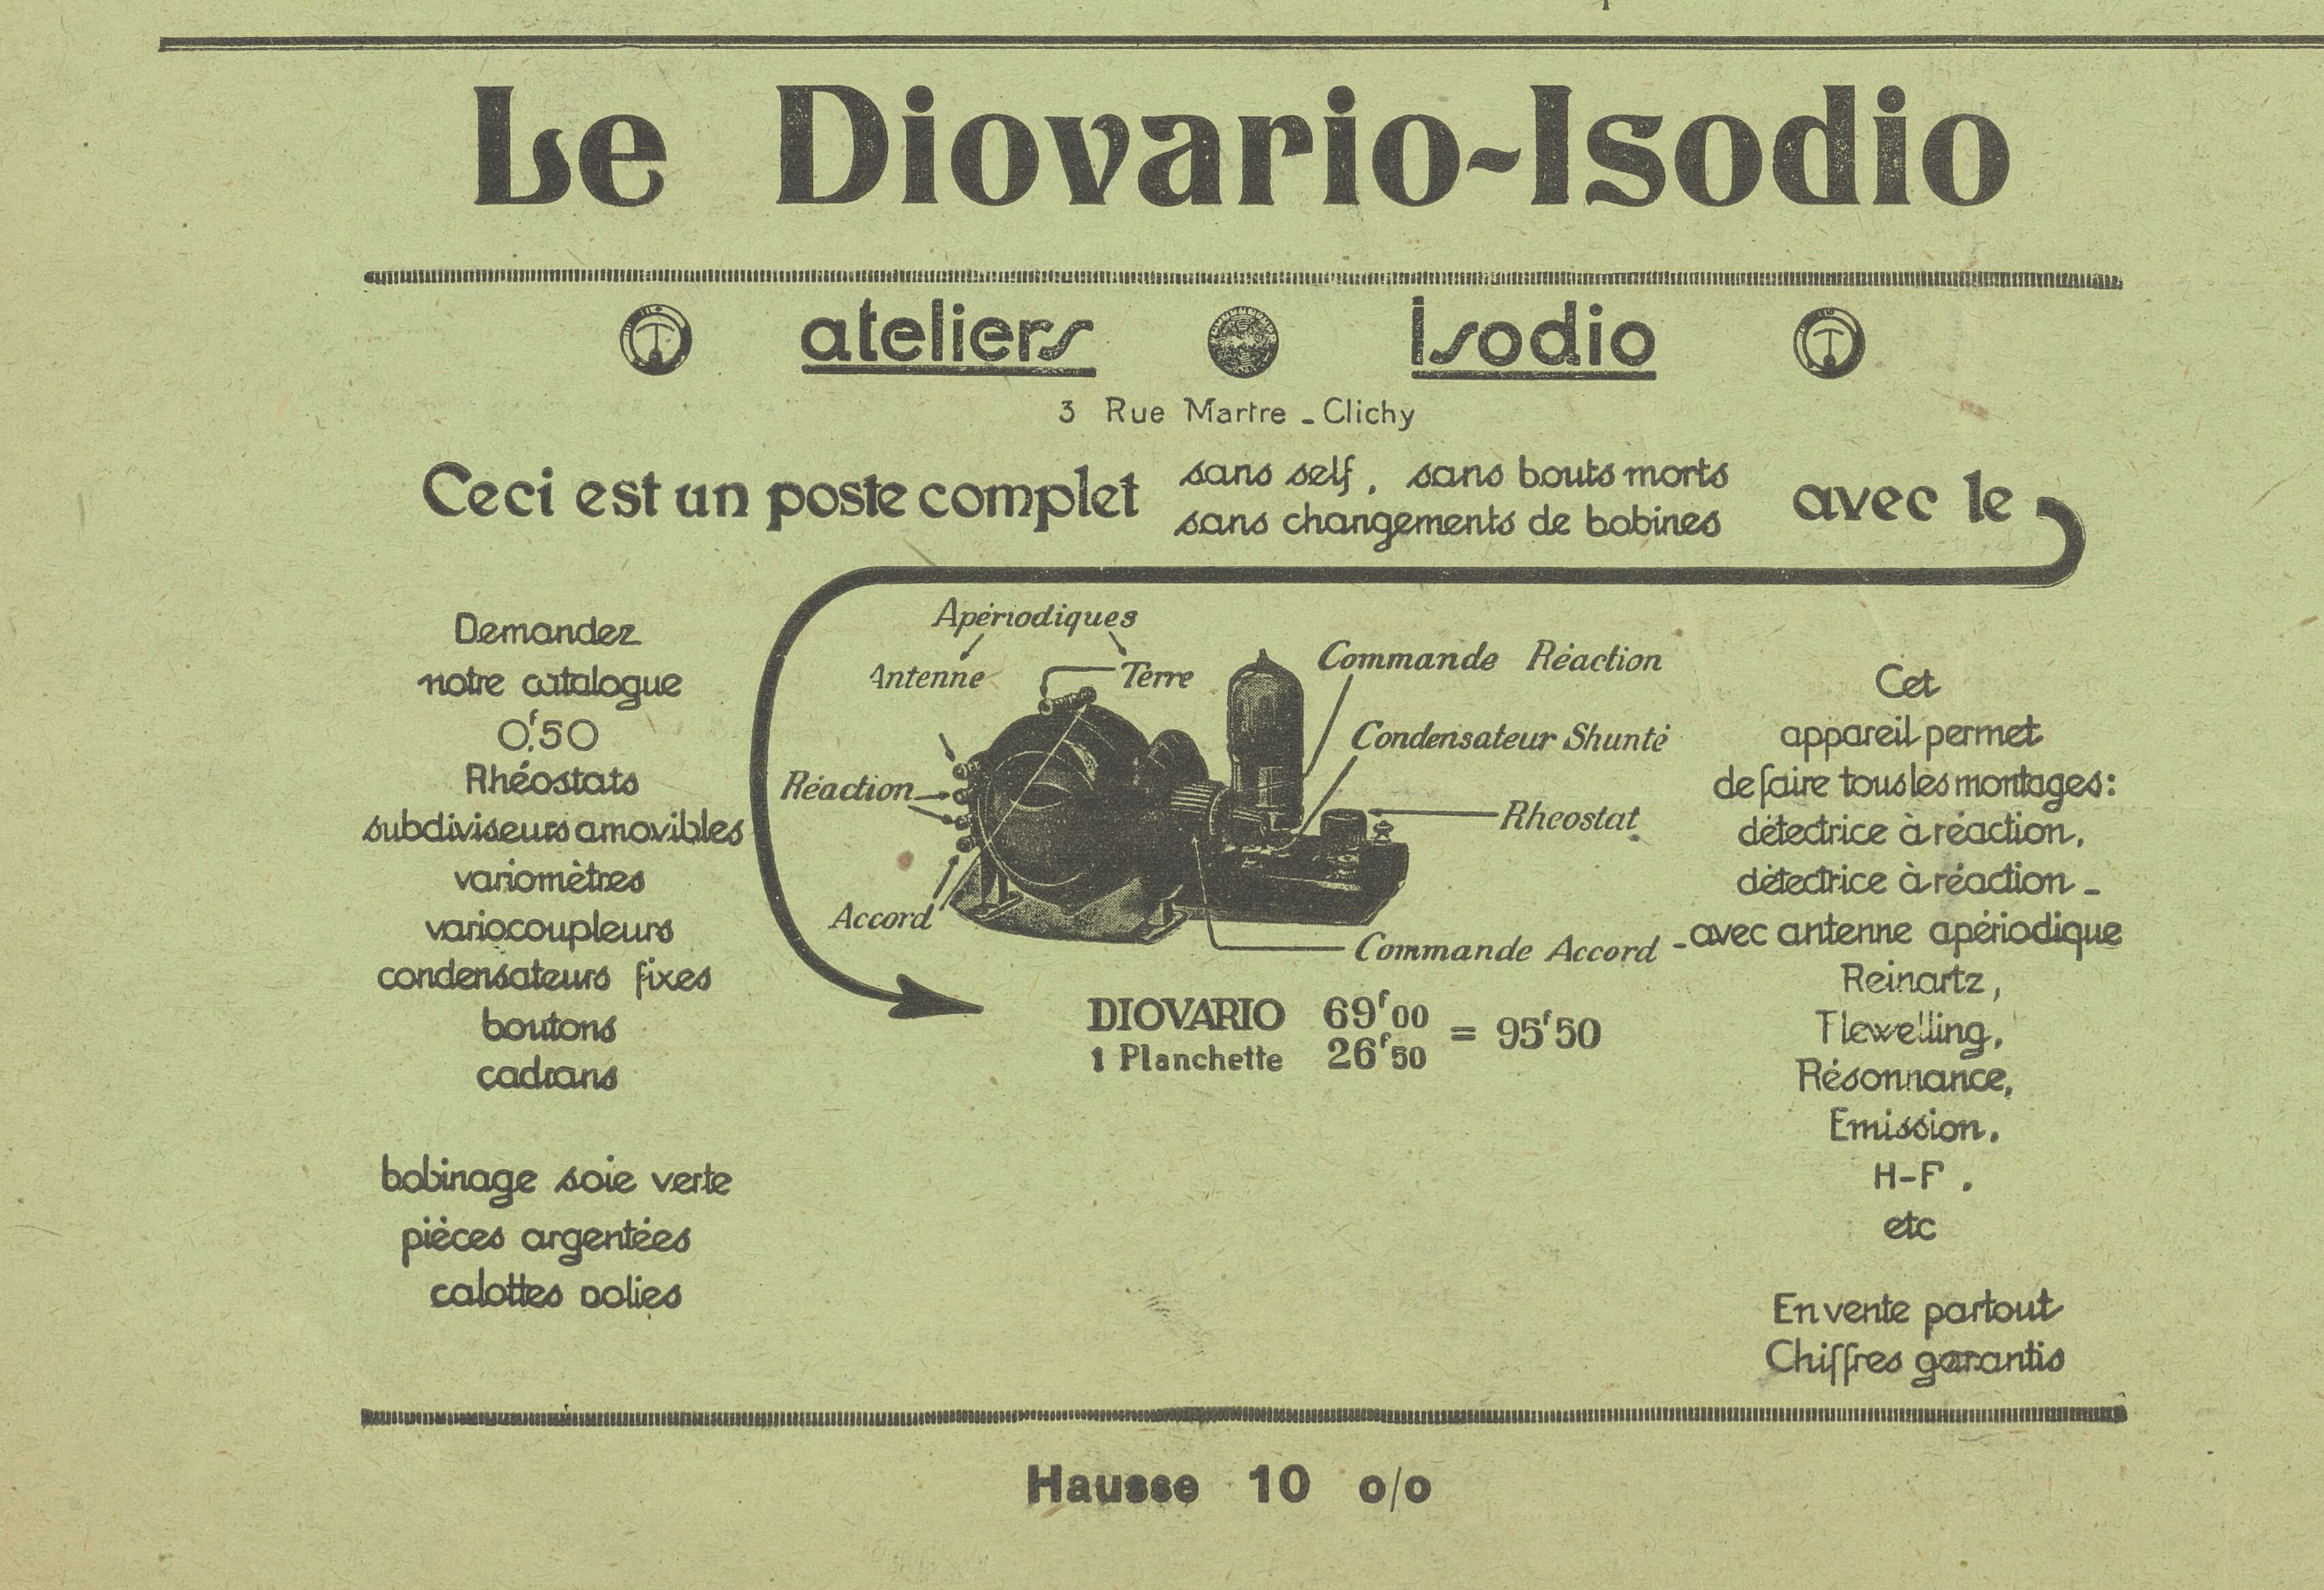 Le Diovario-Isodio
ateliers Isodio
3 Rue Martre - Clichy
Ceci est un poste complet
sans self, sans bouts morts
sans changements de bobines
avec le
Demandez
notre catalogue
0f.50
Rhéostats
subdiviseurs amovibles
variomètres
variocoupleurs
condensateurs fixes
boutons
cadrans
bobinage soie verte
pièces argentées
calottes polies
Apériodiques
Antenne
Terre
Commande Réaction
Condensateur Shunté
Réaction
Rheostat
Accord
Commande Accord
DIOVARIO 69f00
1 Planchette 26f50
= 95f50
Cet
appareil permet
de faire tous les montages:
détectrice à réaction,
détectrice à réaction -
-avec antenne apériodique
Reinartz,
Flewelling,
Résonnance,
Emission.
H-F.
etc
En vente partout
Chiffres garantis
Hausse 10 o/o